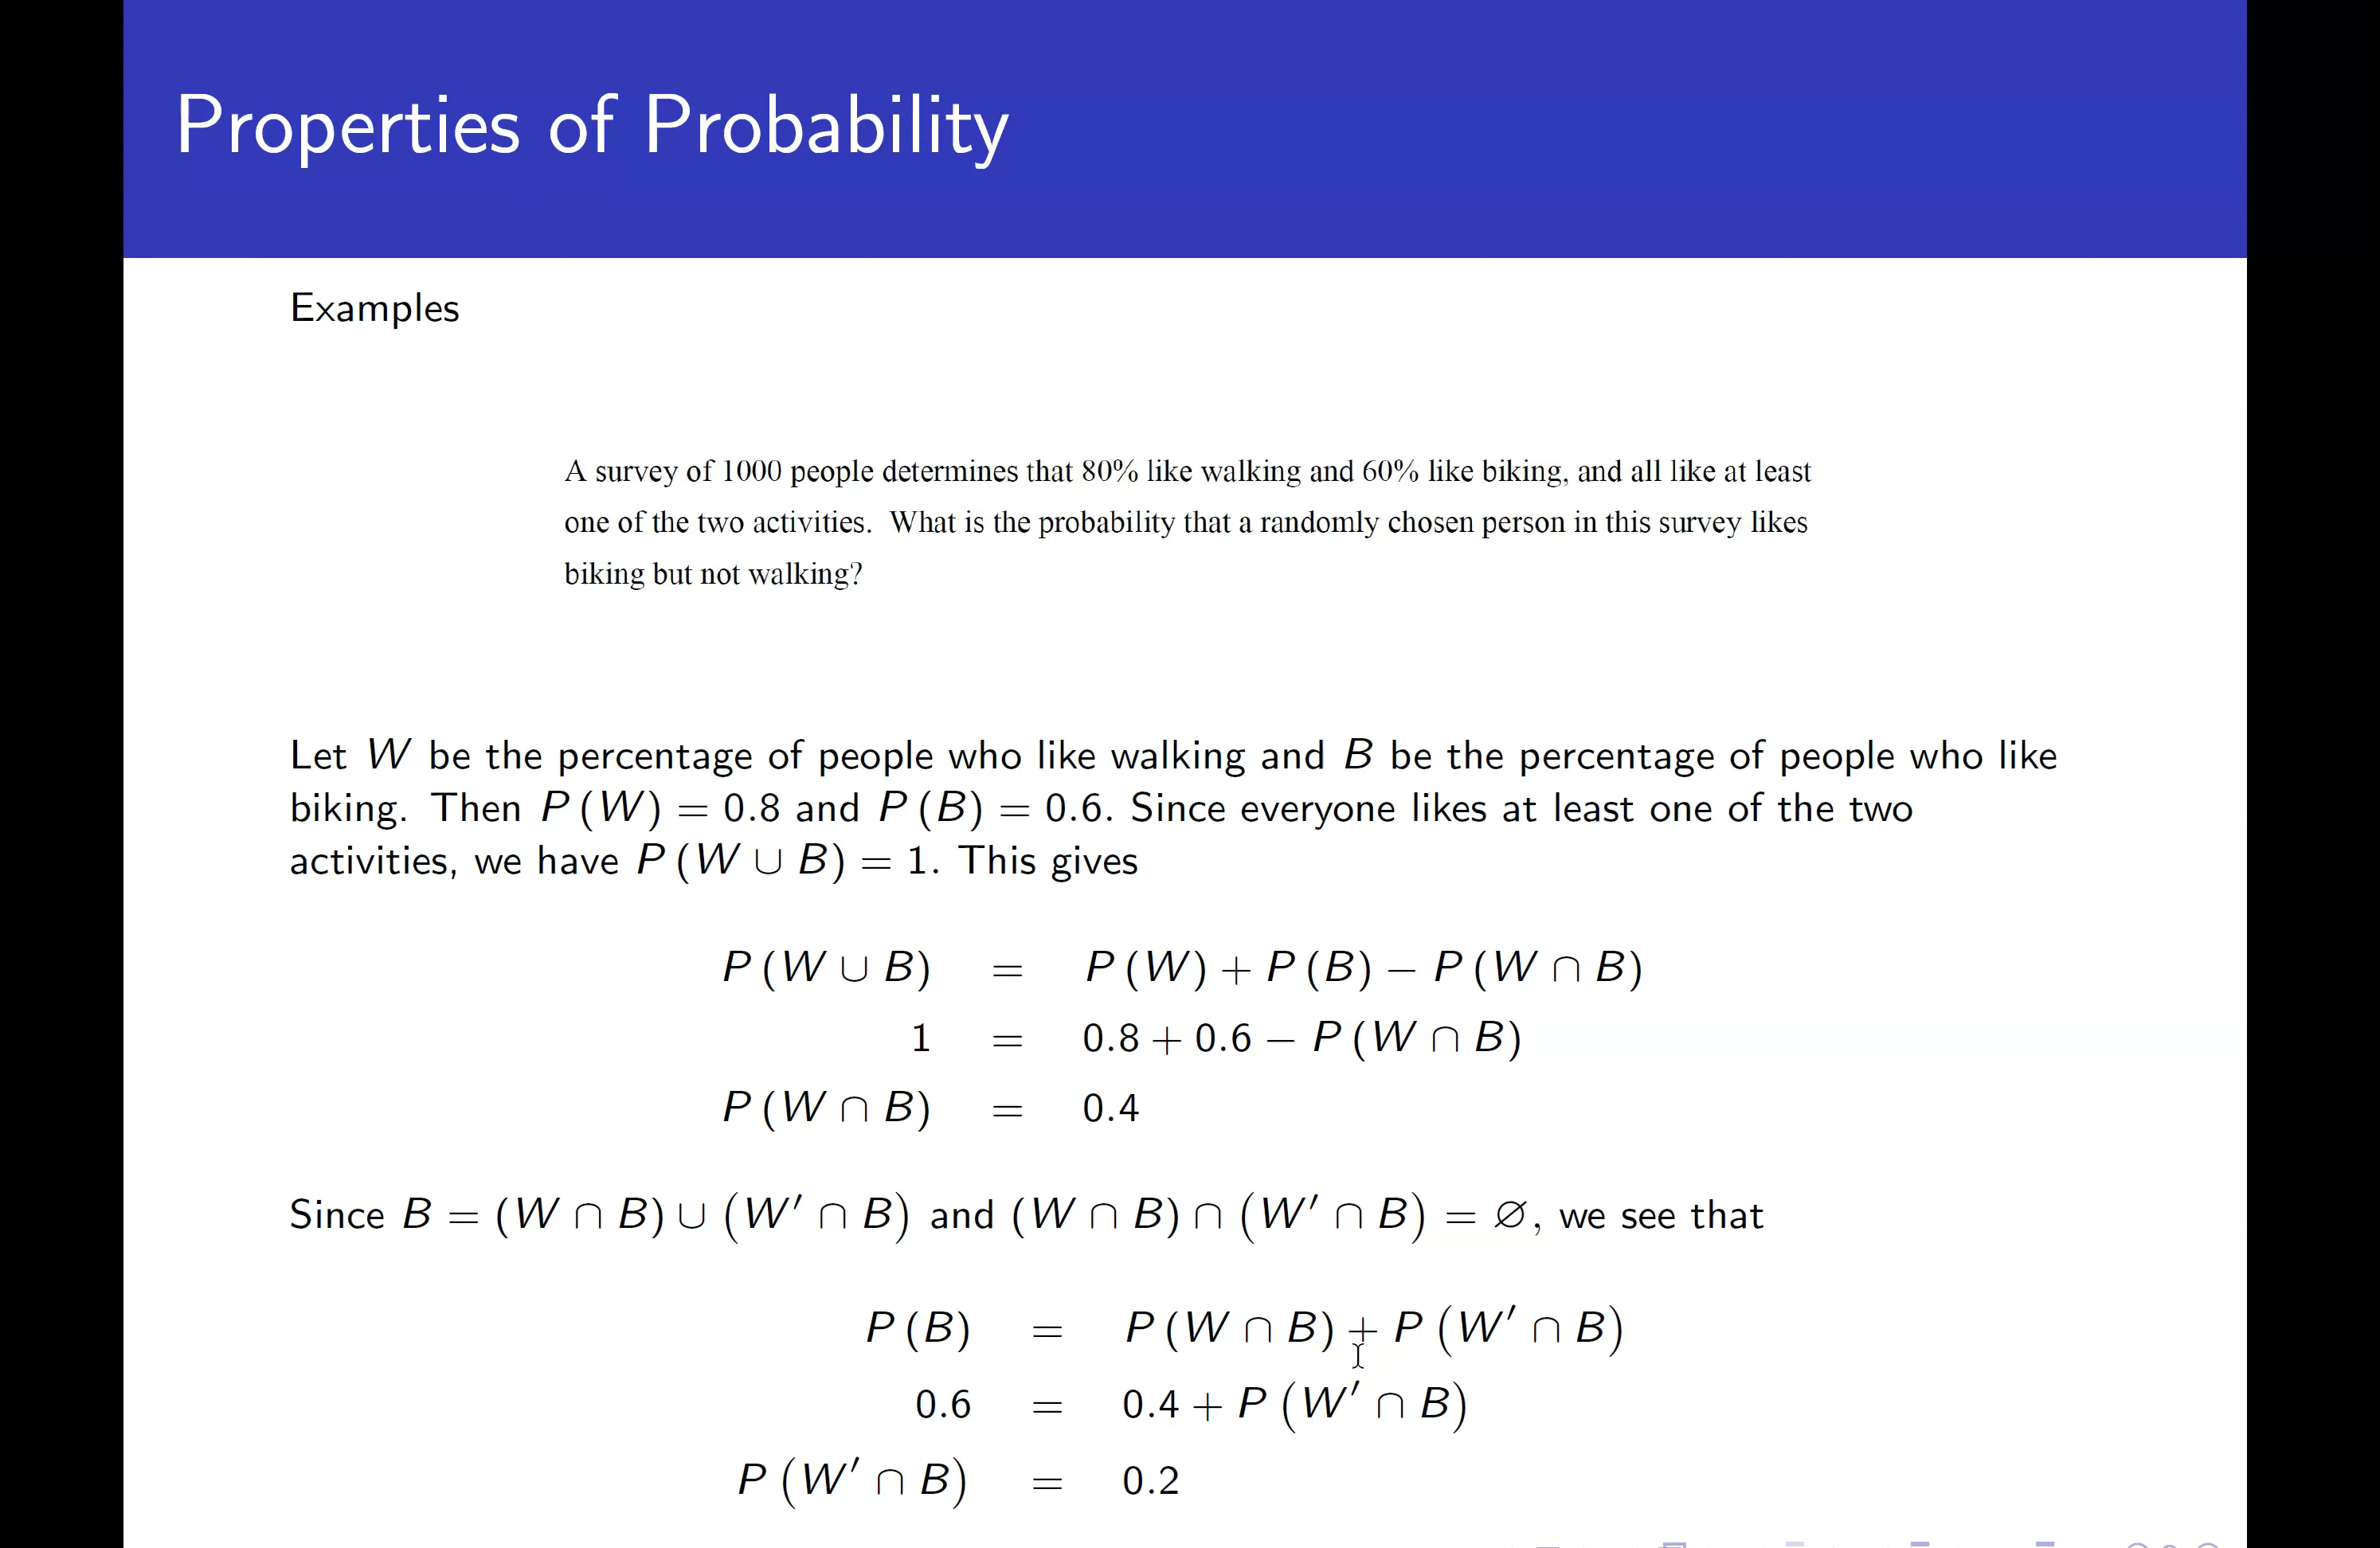 Properties of Probability
Examples
A survey of 1000 people determines that 80% like walking and 60% like biking, and all like at least
one of the two activities. What is the probability that a randomly chosen person in this survey likes
biking but not walking?
Let W be the percentage of people who like walking and B be the percentage of people who like
biking. Then P (W) = 0.8 and P (B) = 0.6. Since everyone likes at least one of the two
activities, we have P (W ∪ B) = 1. This gives
P (W ∪ B) = P (W) + P (B) − P (W ∩ B)
1 = 0.8 + 0.6 − P (W ∩ B)
P (W ∩ B) = 0.4
Since B = (W ∩ B) ∪ (W′ ∩ B) and (W ∩ B) ∩ (W′ ∩ B) = ∅, we see that
P (B) = P (W ∩ B) + P (W′ ∩ B)
0.6 = 0.4 + P (W′ ∩ B)
P (W′ ∩ B) = 0.2